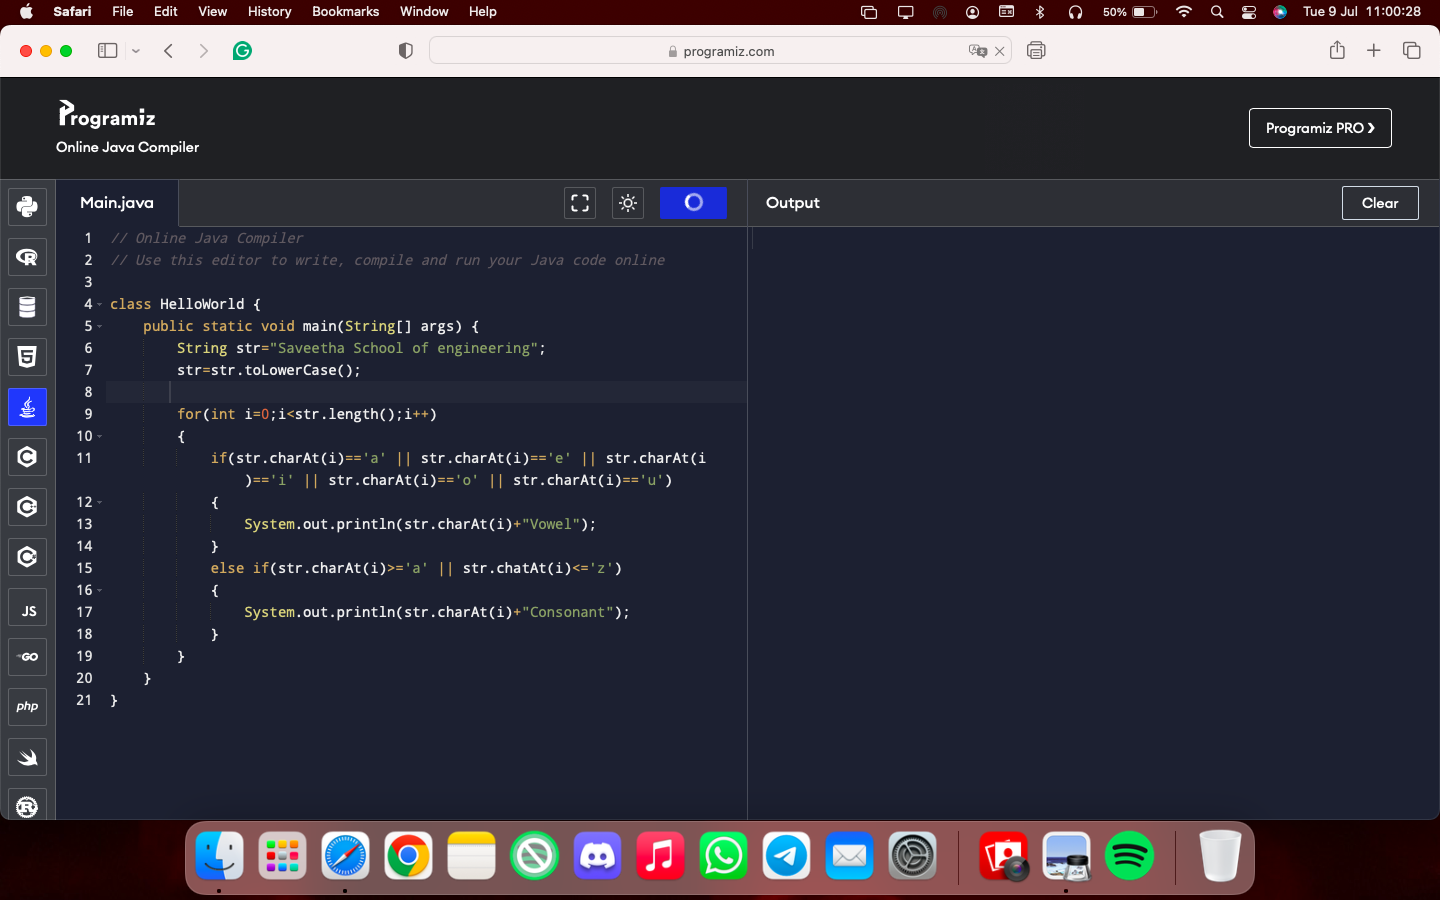 Safari File Edit View History Bookmarks Window Help 50% Tue 9 Jul 11:00:28
programiz.com
Programiz
Online Java Compiler
Programiz PRO ❯
Main.java
Output
Clear
1 // Online Java Compiler
2 // Use this editor to write, compile and run your Java code online
3
4 class HelloWorld {
5 public static void main(String[] args) {
6 String str="Saveetha School of engineering";
7 str=str.toLowerCase();
8
9 for(int i=0;i<str.length();i++)
10 {
11 if(str.charAt(i)=='a' || str.charAt(i)=='e' || str.charAt(i
)=='i' || str.charAt(i)=='o' || str.charAt(i)=='u')
12 {
13 System.out.println(str.charAt(i)+"Vowel");
14 }
15 else if(str.charAt(i)>='a' || str.chatAt(i)<='z')
16 {
17 System.out.println(str.charAt(i)+"Consonant");
18 }
19 }
20 }
21 }
JS
GO
php